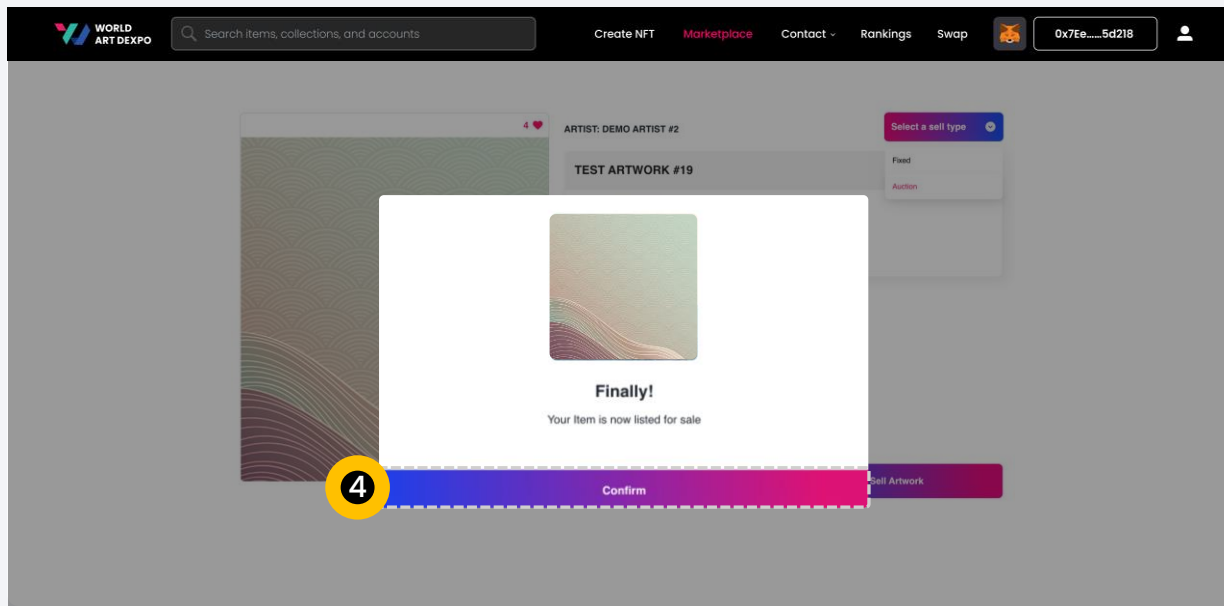 WORLD
ART DEXPO
Search items, collections, and accounts
Create NFT
Marketplace
Contact
Rankings
Swap
0x7Ee......5d218
4
ARTIST: DEMO ARTIST #2
Select a sell type
TEST ARTWORK #19
Fixed
Auction
Finally!
Your Item is now listed for sale
4
Confirm
Sell Artwork